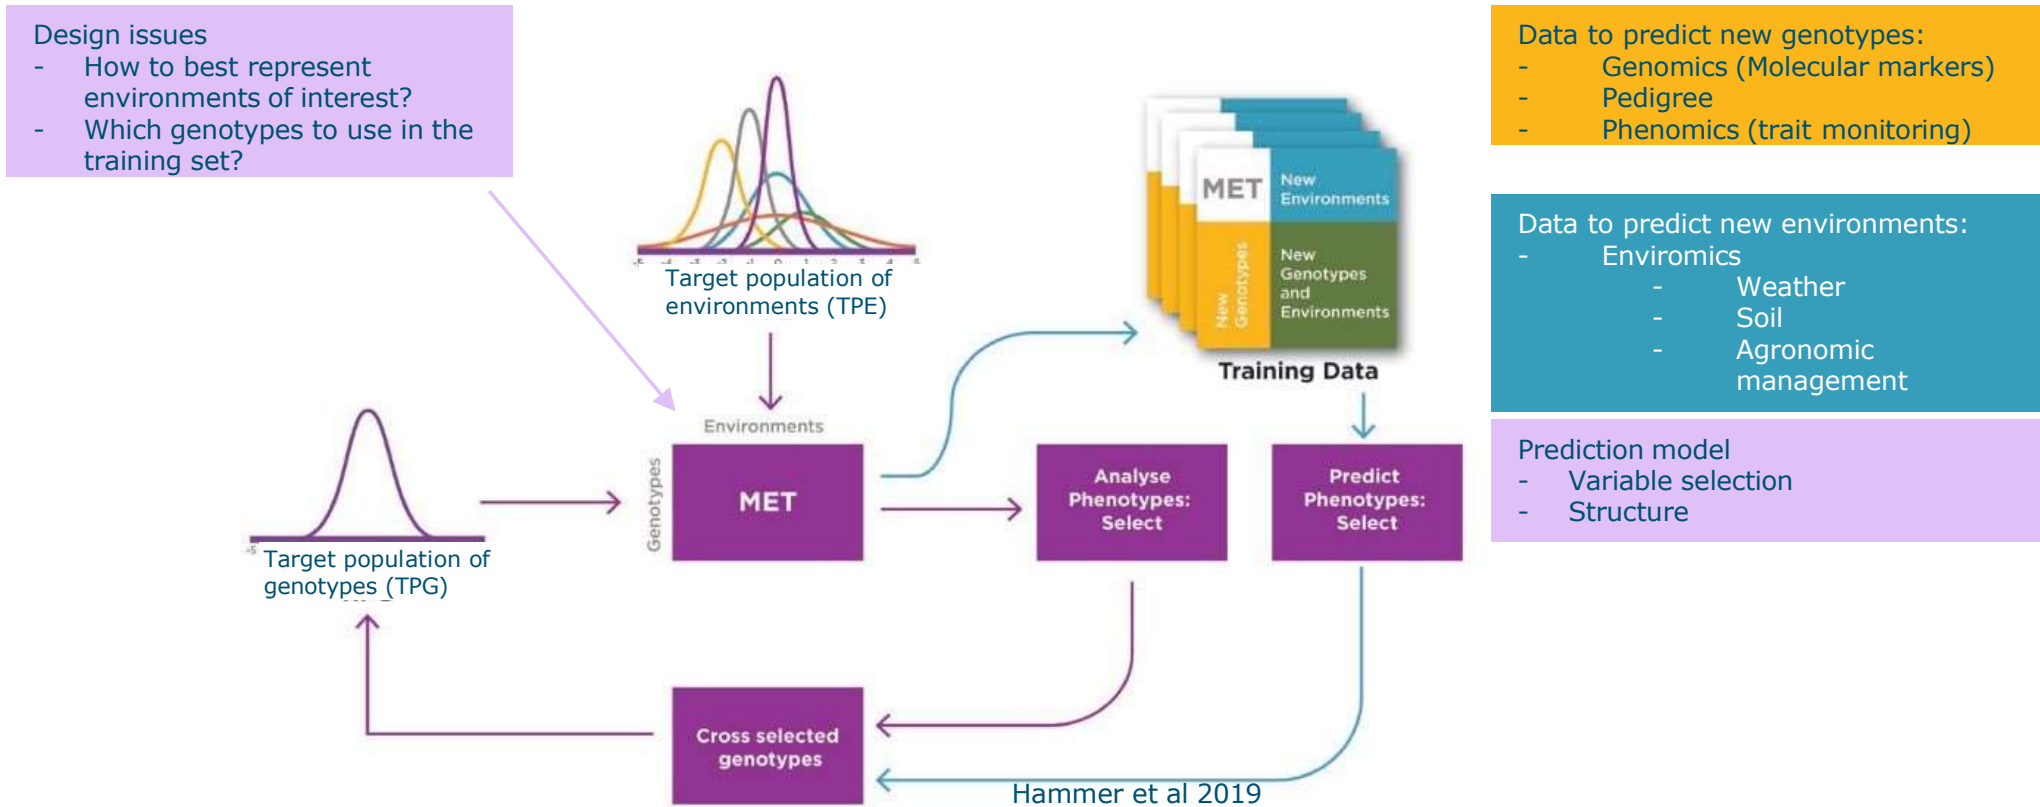 Design issues
- How to best represent
environments of interest?
- Which genotypes to use in the
training set?
Target population of
environments (TPE)
MET
New
Environments
New
Genotypes
New
Genotypes
and
Environments
Training Data
Data to predict new genotypes:
- Genomics (Molecular markers)
- Pedigree
- Phenomics (trait monitoring)
Data to predict new environments:
- Enviromics
- Weather
- Soil
- Agronomic
management
Prediction model
- Variable selection
- Structure
Target population of
genotypes (TPG)
Environments
Genotypes
MET
Analyse
Phenotypes:
Select
Predict
Phenotypes:
Select
Cross selected
genotypes
Hammer et al 2019